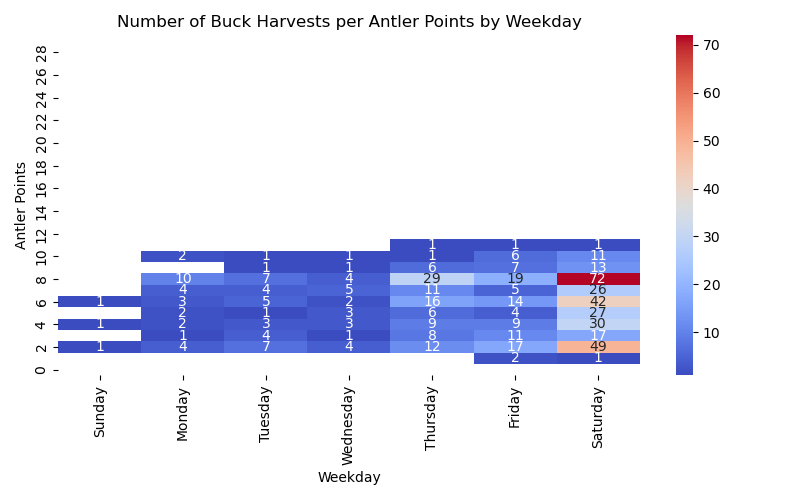 Number of Buck Harvests per Antler Points by Weekday
28
26
24
22
20
18
16
14
12
10
8
6
4
2
0
Antler Points
1 1 1
2 1 1 1 6 11
1 1 6 7 13
10 7 4 29 19 72
4 4 5 11 5 26
1 3 5 2 16 14 42
2 1 3 6 4 27
1 2 3 3 9 9 30
1 4 1 8 11 17
1 4 7 4 12 17 49
2 1
Sunday
Monday
Tuesday
Wednesday
Thursday
Friday
Saturday
Weekday
70
60
50
40
30
20
10